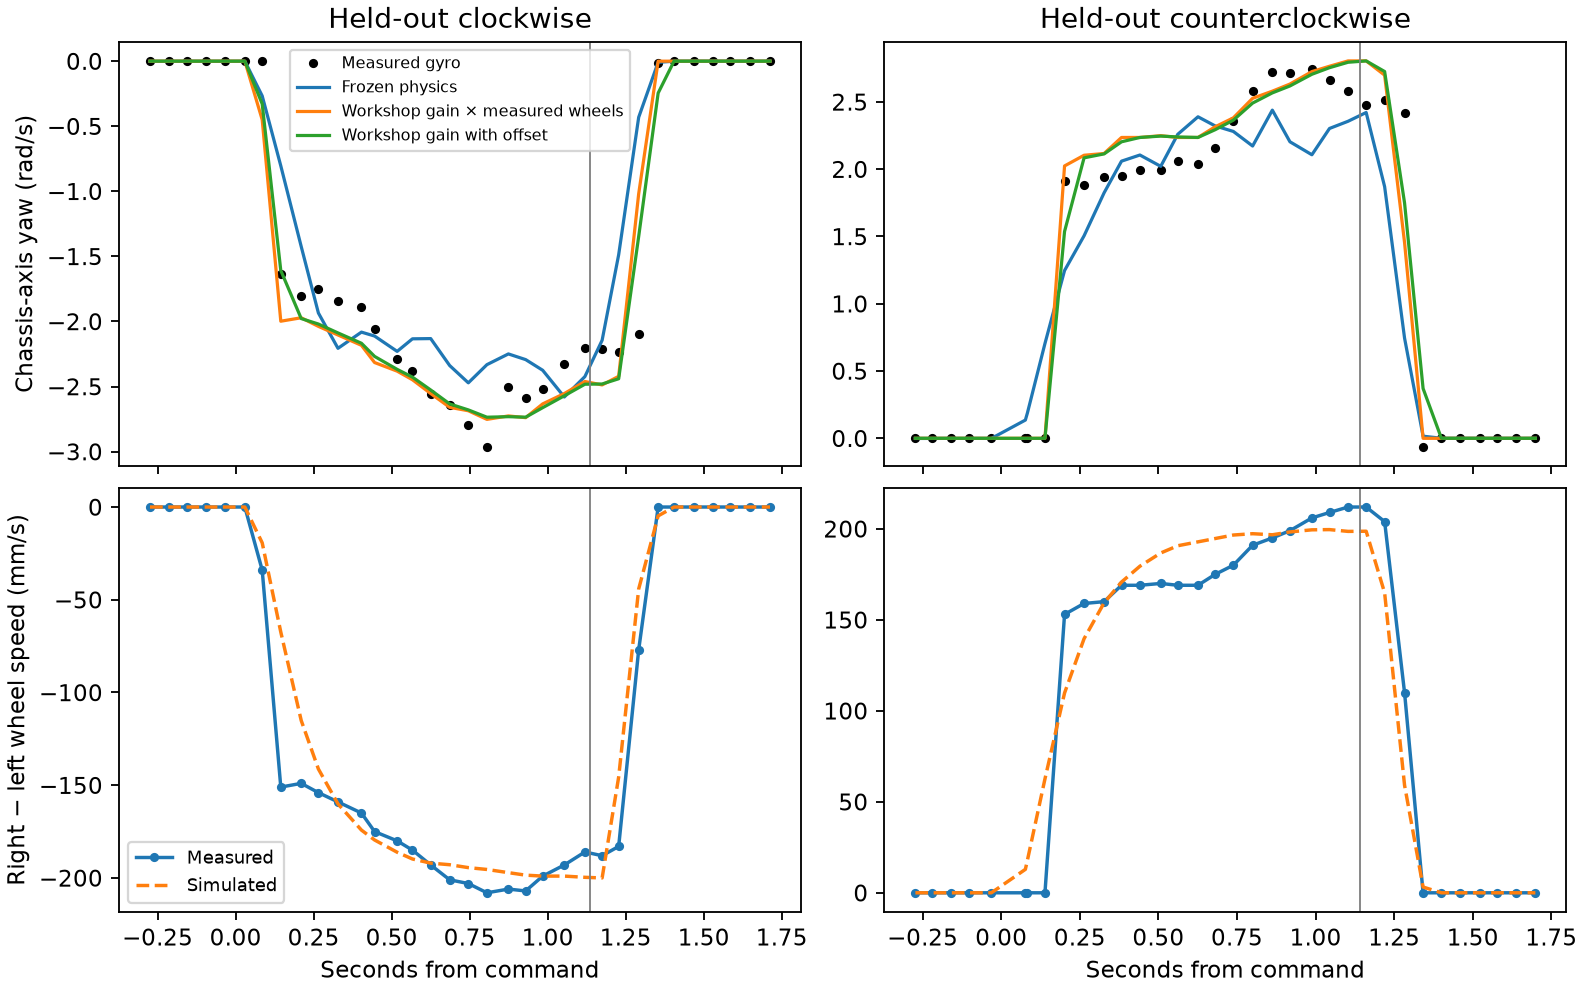 Held-out clockwise
Held-out counterclockwise
Chassis-axis yaw (rad/s)
0.0
−0.5
−1.0
−1.5
−2.0
−2.5
−3.0
Measured gyro
Frozen physics
Workshop gain × measured wheels
Workshop gain with offset
2.5
2.0
1.5
1.0
0.5
0.0
Right − left wheel speed (mm/s)
0
−50
−100
−150
−200
Measured
Simulated
−0.25 0.00 0.25 0.50 0.75 1.00 1.25 1.50 1.75
Seconds from command
200
150
100
50
0
−0.25 0.00 0.25 0.50 0.75 1.00 1.25 1.50 1.75
Seconds from command